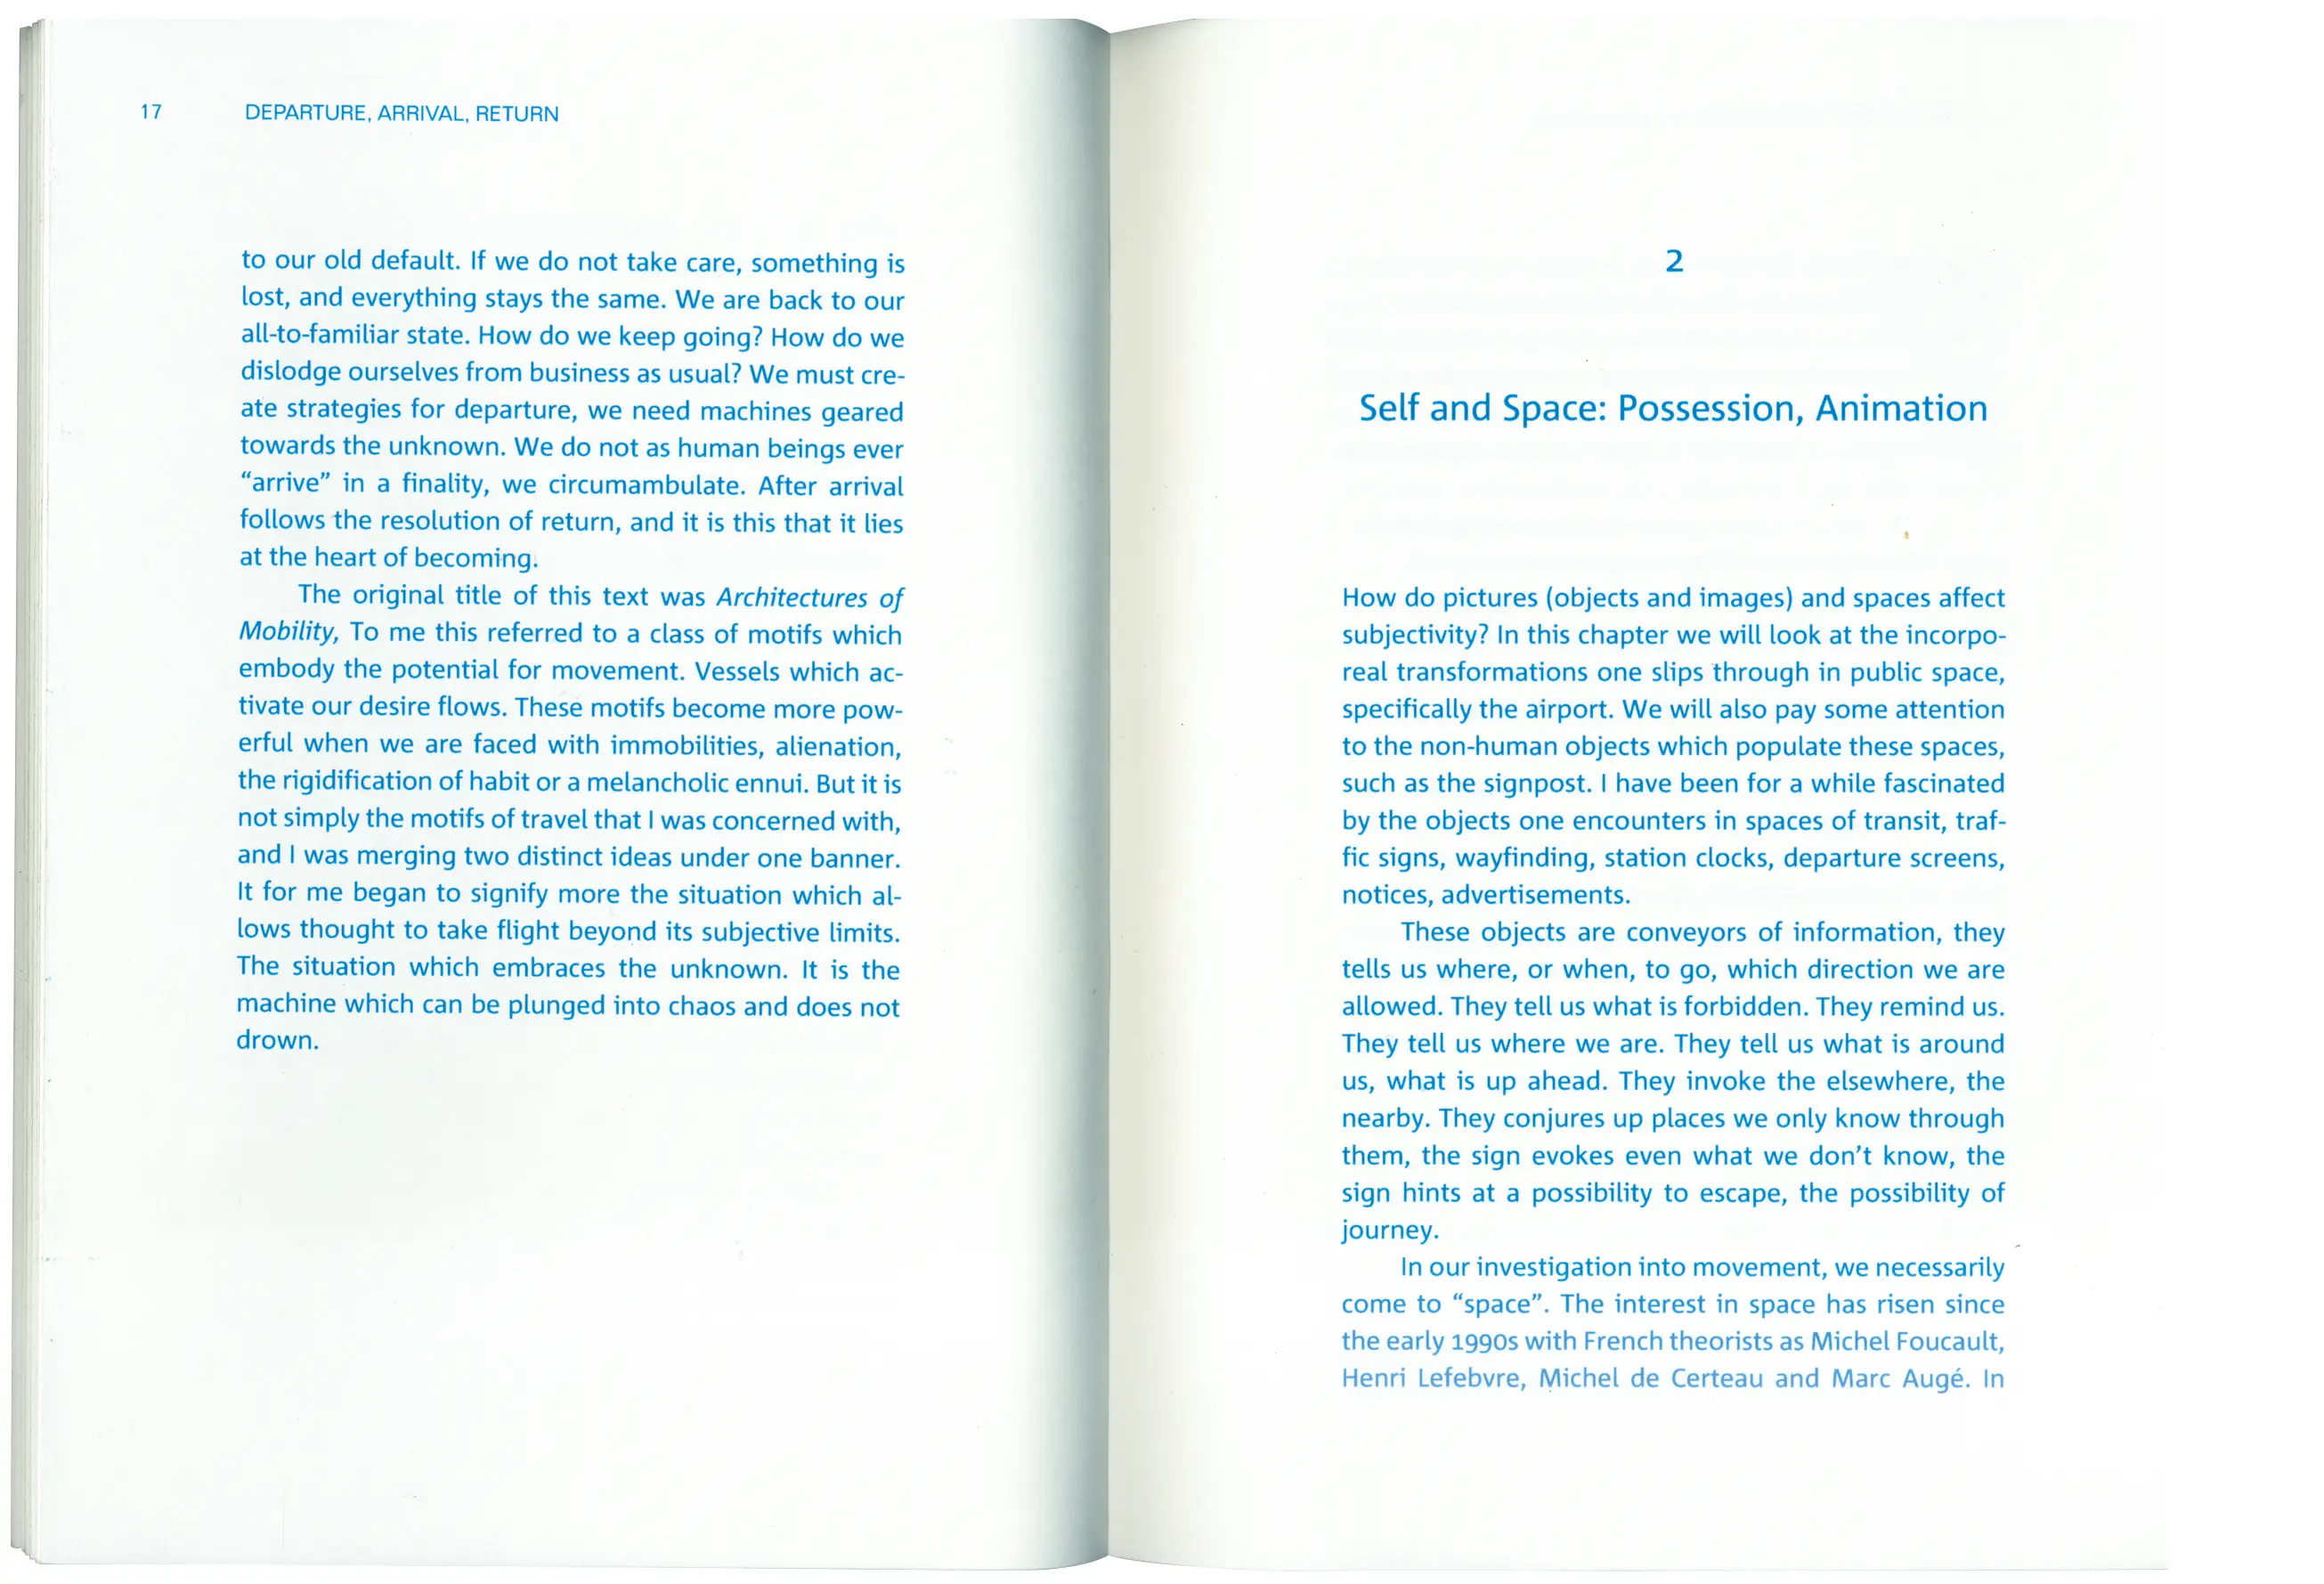 17 DEPARTURE, ARRIVAL, RETURN
to our old default. If we do not take care, something is
lost, and everything stays the same. We are back to our
all-to-familiar state. How do we keep going? How do we
dislodge ourselves from business as usual? We must cre-
ate strategies for departure, we need machines geared
towards the unknown. We do not as human beings ever
“arrive” in a finality, we circumambulate. After arrival
follows the resolution of return, and it is this that it lies
at the heart of becoming.
The original title of this text was Architectures of
Mobility, To me this referred to a class of motifs which
embody the potential for movement. Vessels which ac-
tivate our desire flows. These motifs become more pow-
erful when we are faced with immobilities, alienation,
the rigidification of habit or a melancholic ennui. But it is
not simply the motifs of travel that I was concerned with,
and I was merging two distinct ideas under one banner.
It for me began to signify more the situation which al-
lows thought to take flight beyond its subjective limits.
The situation which embraces the unknown. It is the
machine which can be plunged into chaos and does not
drown.
2
Self and Space: Possession, Animation
How do pictures (objects and images) and spaces affect
subjectivity? In this chapter we will look at the incorpo-
real transformations one slips through in public space,
specifically the airport. We will also pay some attention
to the non-human objects which populate these spaces,
such as the signpost. I have been for a while fascinated
by the objects one encounters in spaces of transit, traf-
fic signs, wayfinding, station clocks, departure screens,
notices, advertisements.
These objects are conveyors of information, they
tells us where, or when, to go, which direction we are
allowed. They tell us what is forbidden. They remind us.
They tell us where we are. They tell us what is around
us, what is up ahead. They invoke the elsewhere, the
nearby. They conjures up places we only know through
them, the sign evokes even what we don’t know, the
sign hints at a possibility to escape, the possibility of
journey.
In our investigation into movement, we necessarily
come to “space”. The interest in space has risen since
the early 1990s with French theorists as Michel Foucault,
Henri Lefebvre, Michel de Certeau and Marc Augé. In